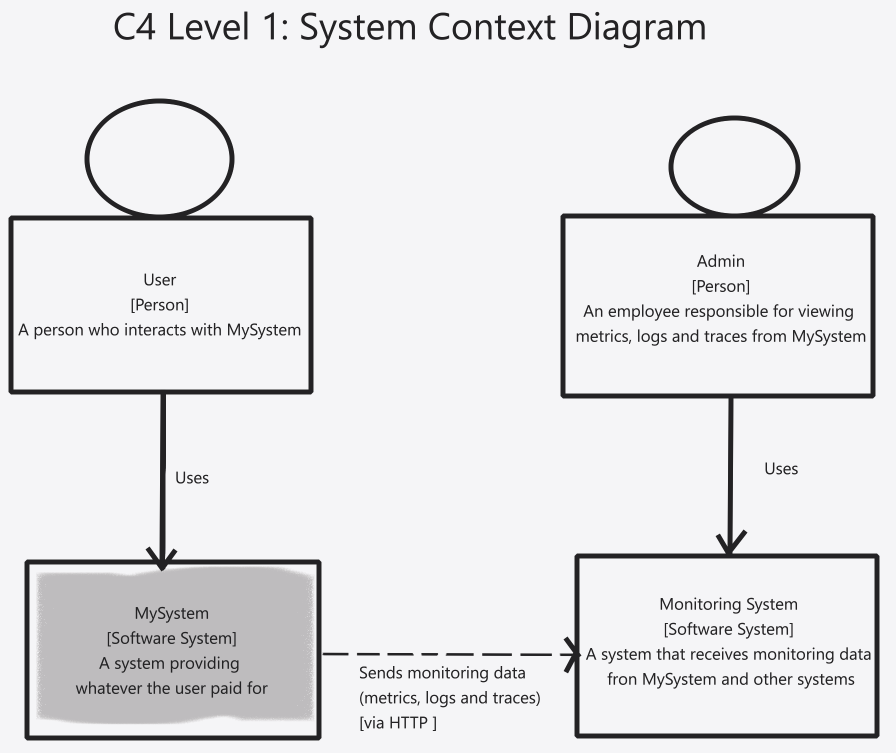 C4 Level 1: System Context Diagram
User
[Person]
A person who interacts with MySystem
Admin
[Person]
An employee responsible for viewing
metrics, logs and traces from MySystem
Uses
Uses
MySystem
[Software System]
A system providing
whatever the user paid for
Sends monitoring data
(metrics, logs and traces)
[via HTTP ]
Monitoring System
[Software System]
A system that receives monitoring data
fron MySystem and other systems